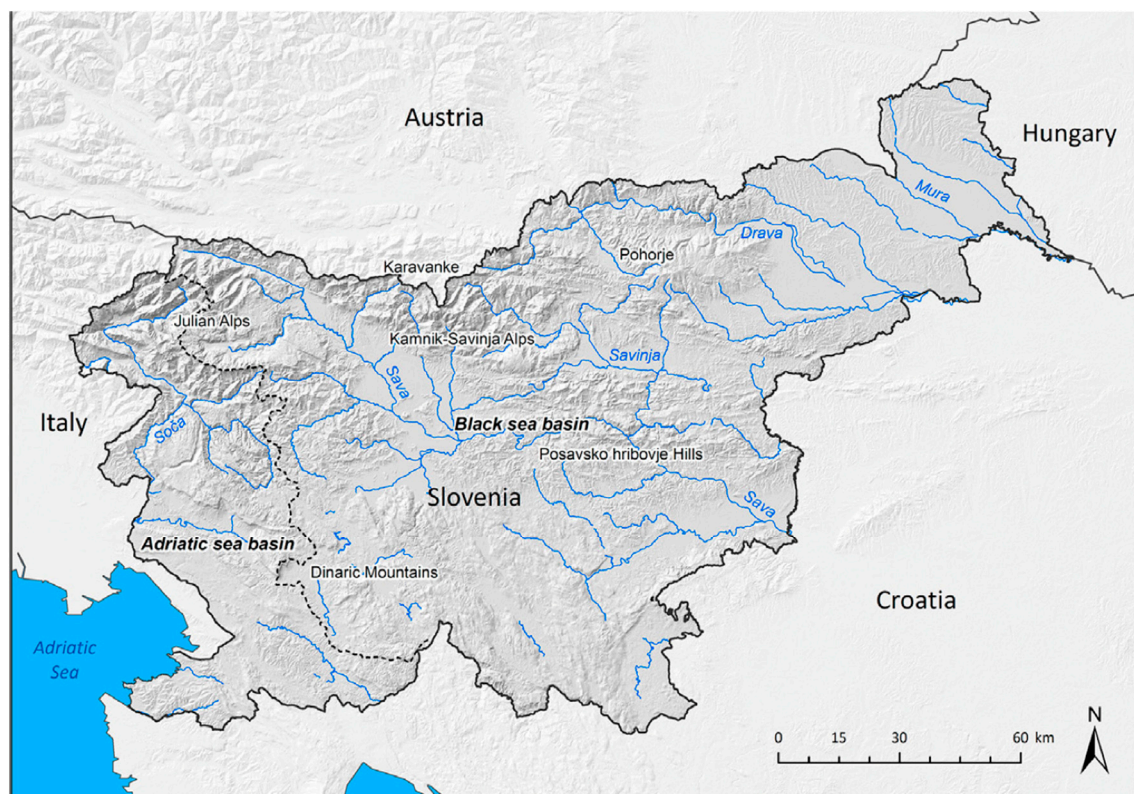 Austria
Hungary
Mura
Drava
Pohorje
Karavanke
Julian Alps
Kamnik-Savinja Alps
Savinja
Sava
Italy
Soča
Black sea basin
Posavsko hribovje Hills
Slovenia
Sava
Adriatic sea basin
Dinaric Mountains
Croatia
Adriatic
Sea
N
0 15 30 60 km